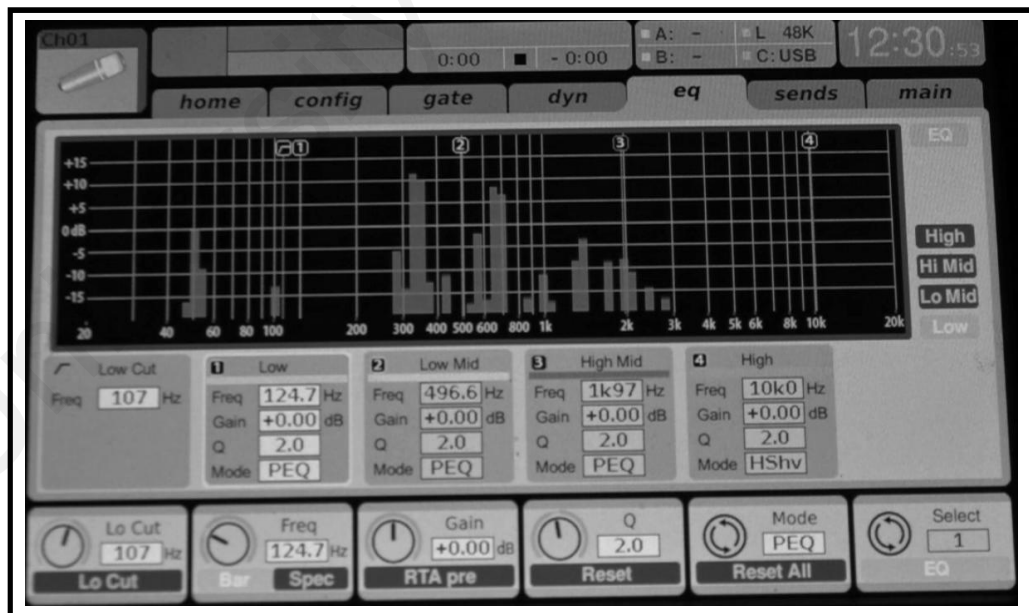 Ch01
A: - L 48K
0:00 ■ - 0:00 B: - C: USB
12:30:53
home config gate dyn eq sends main
EQ
1 2 3 4
+15
+10
+5
0 dB
-5
-10
-15
20 40 60 80 100 200 300 400 500 600 800 1k 2k 3k 4k 5k 6k 8k 10k 20k
High
Hi Mid
Lo Mid
Low
Low Cut
Freq 107 Hz
1 Low
Freq 124.7 Hz
Gain +0.00 dB
Q 2.0
Mode PEQ
2 Low Mid
Freq 496.6 Hz
Gain +0.00 dB
Q 2.0
Mode PEQ
3 High Mid
Freq 1k97 Hz
Gain +0.00 dB
Q 2.0
Mode PEQ
4 High
Freq 10k0 Hz
Gain +0.00 dB
Q 2.0
Mode HShv
Lo Cut
107 Hz
Lo Cut
Freq
124.7 Hz
Bar Spec
Gain
+0.00 dB
RTA pre
Q
2.0
Reset
Mode
PEQ
Reset All
Select
1
EQ